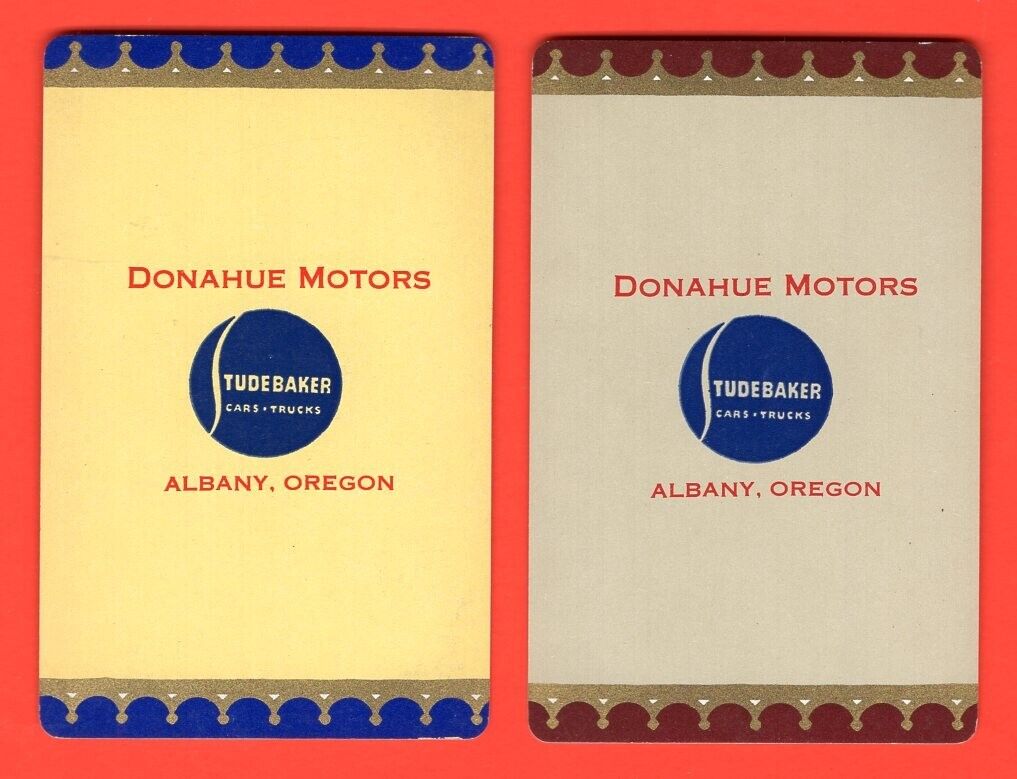 DONAHUE MOTORS
STUDEBAKER
CARS • TRUCKS
ALBANY, OREGON
DONAHUE MOTORS
STUDEBAKER
CARS • TRUCKS
ALBANY, OREGON